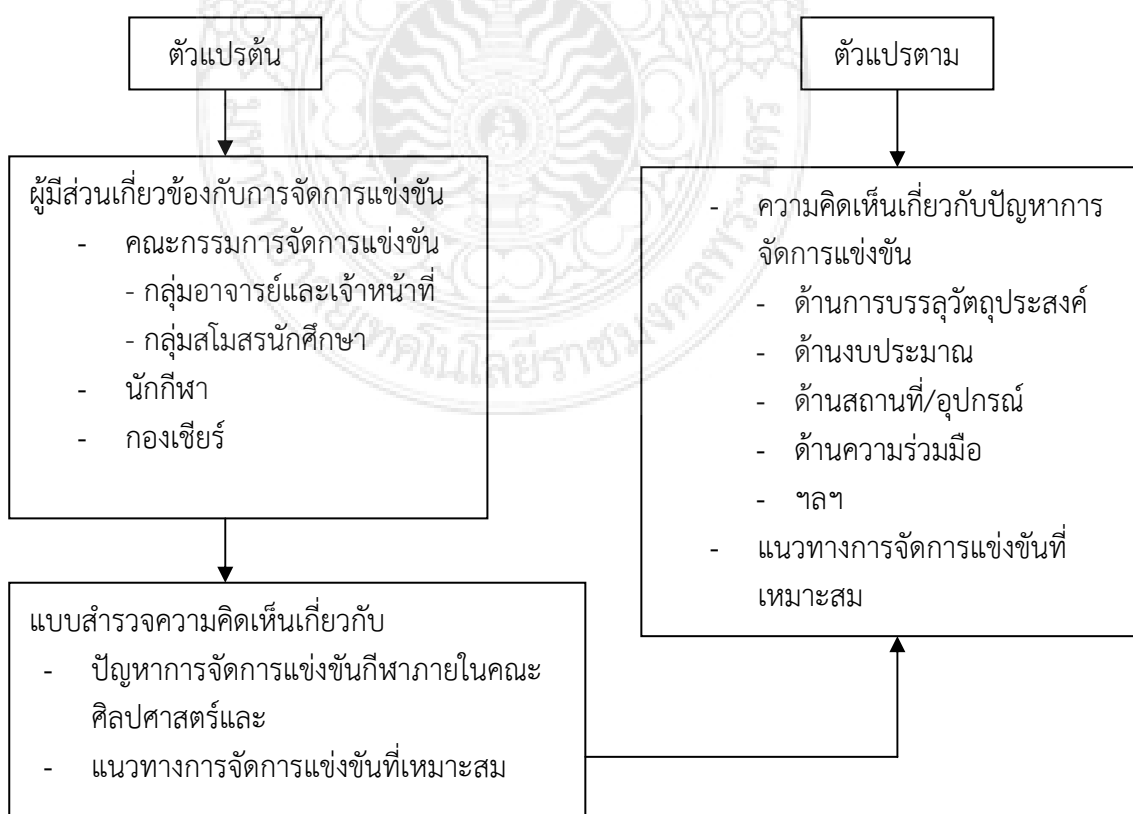 ตัวแปรต้น
ผู้มีส่วนเกี่ยวข้องกับการจัดการแข่งขัน
- คณะกรรมการจัดการแข่งขัน
- กลุ่มอาจารย์และเจ้าหน้าที่
- กลุ่มสโมสรนักศึกษา
- นักกีฬา
- กองเชียร์
แบบสำรวจความคิดเห็นเกี่ยวกับ
- ปัญหาการจัดการแข่งขันกีฬาภายในคณะ
ศิลปศาสตร์และ
- แนวทางการจัดการแข่งขันที่เหมาะสม
ตัวแปรตาม
- ความคิดเห็นเกี่ยวกับปัญหาการ
จัดการแข่งขัน
- ด้านการบรรลุวัตถุประสงค์
- ด้านงบประมาณ
- ด้านสถานที่/อุปกรณ์
- ด้านความร่วมมือ
- ฯลฯ
- แนวทางการจัดการแข่งขันที่
เหมาะสม